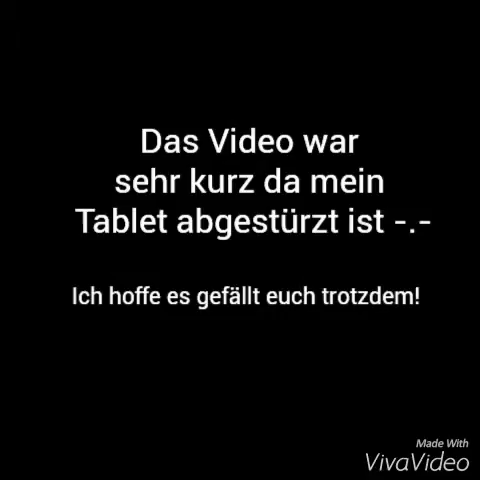 Das Video war
sehr kurz da mein
Tablet abgestürzt ist -.-
Ich hoffe es gefällt euch trotzdem!
Made With
VivaVideo